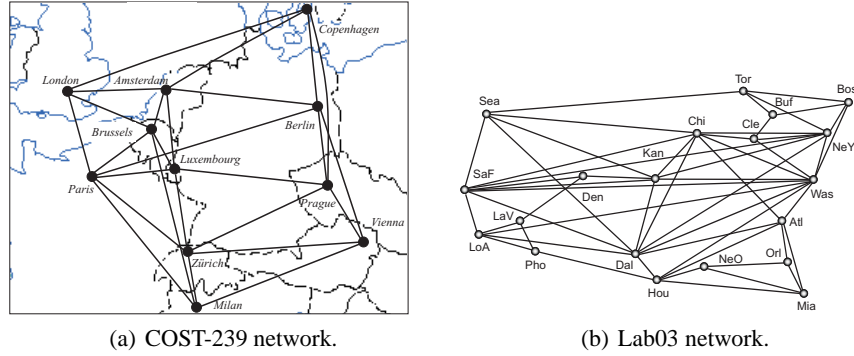 Copenhagen
London
Amsterdam
Brussels
Berlin
Luxembourg
Paris
Prague
Vienna
Zürich
Milan
(a) COST-239 network.
Tor
Bos
Sea
Buf
Chi
Cle
NeY
Kan
SaF
Was
Den
LaV
Atl
LoA
Pho
Dal
NeO
Orl
Hou
Mia
(b) Lab03 network.